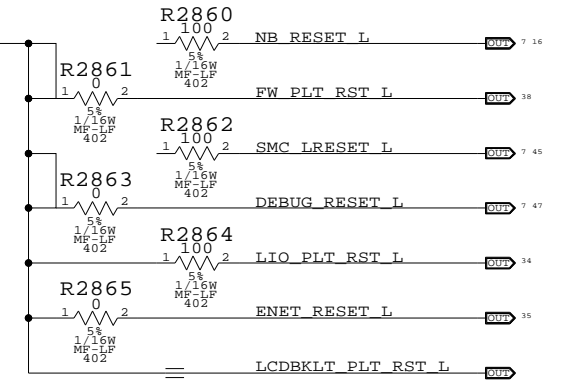 R2860
100
1 2 NB_RESET_L OUT 7 16
5%
1/16W
MF-LF
402
R2861
0
1 2 FW_PLT_RST_L OUT 38
5%
1/16W
MF-LF
402
R2862
100
1 2 SMC_LRESET_L OUT 7 45
5%
1/16W
MF-LF
402
R2863
0
1 2 DEBUG_RESET_L OUT 7 47
5%
1/16W
MF-LF
402
R2864
100
1 2 LIO_PLT_RST_L OUT 34
5%
1/16W
MF-LF
402
R2865
0
1 2 ENET_RESET_L OUT 35
5%
1/16W
MF-LF
402
LCDBKLT_PLT_RST_L OUT